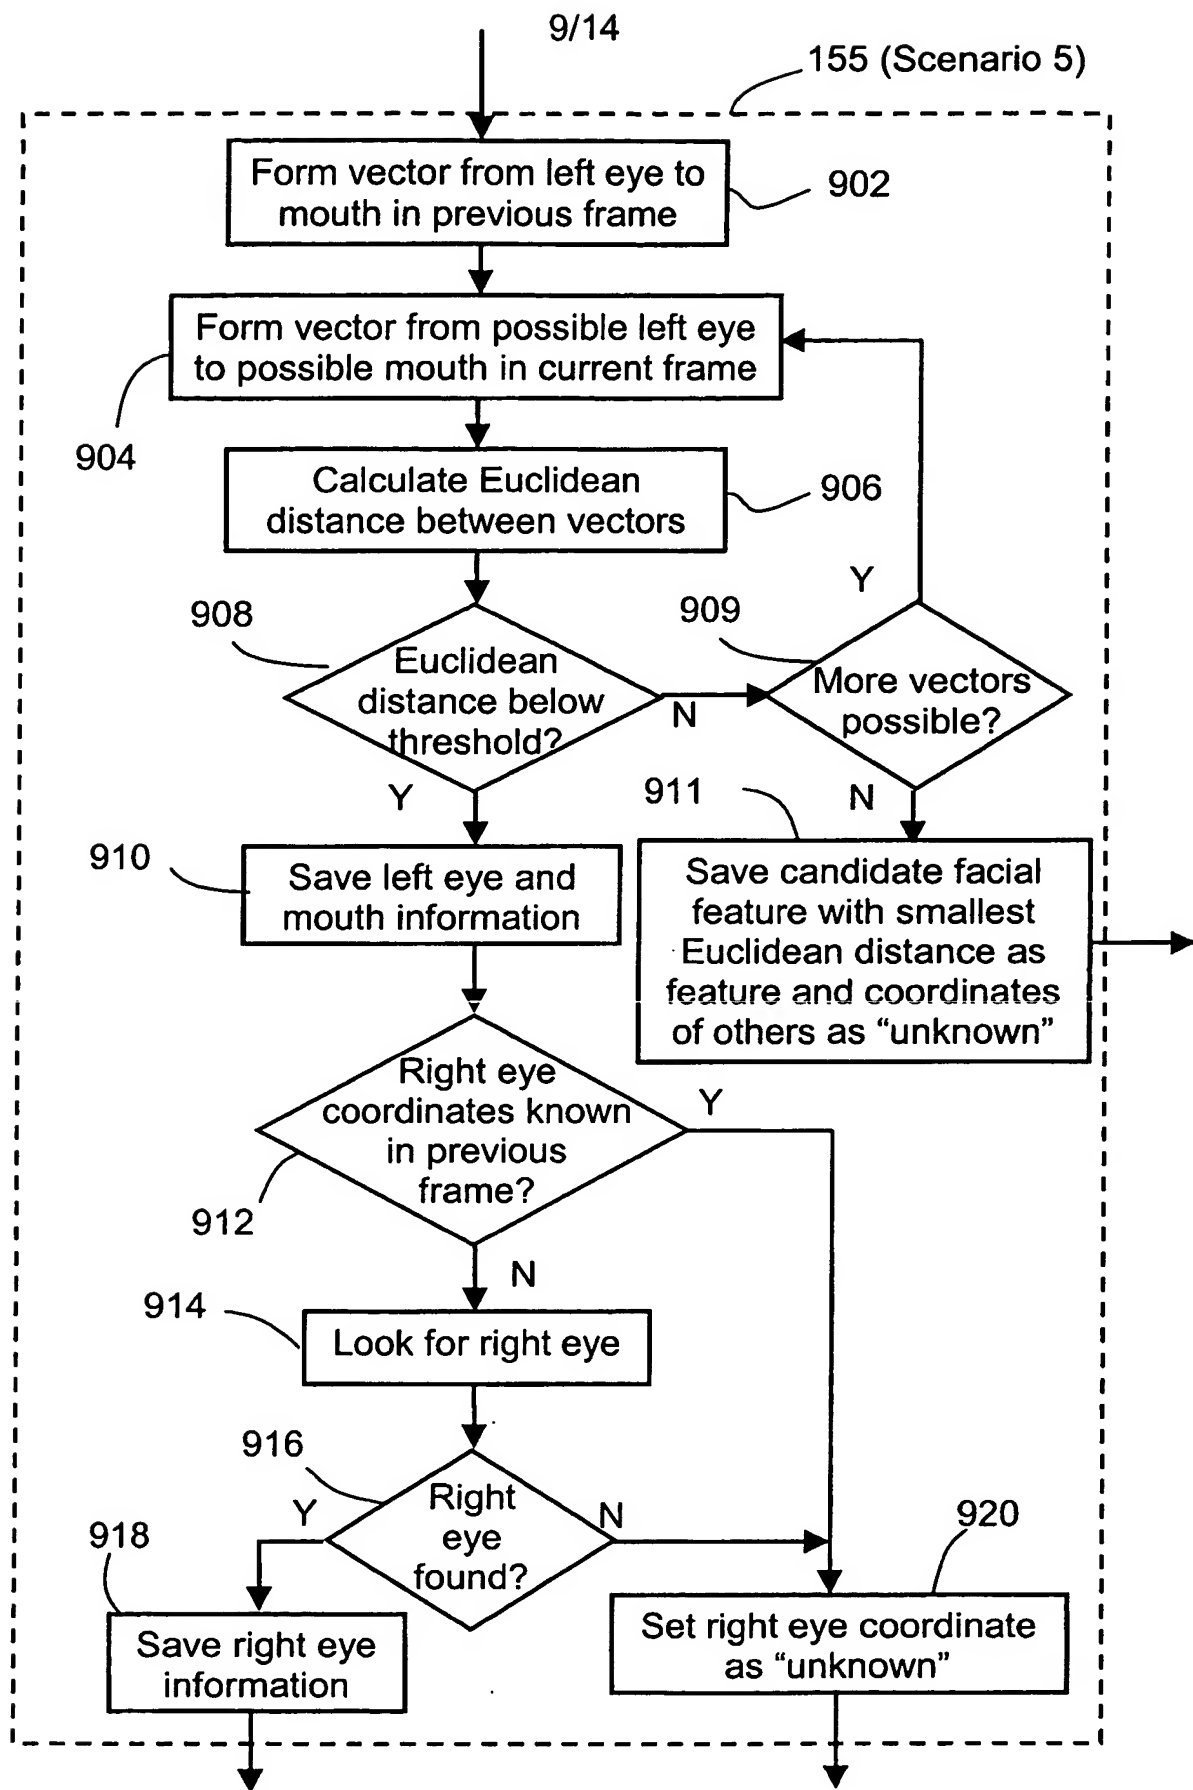 9/14
155 (Scenario 5)
Form vector from left eye to
mouth in previous frame
902
Form vector from possible left eye
to possible mouth in current frame
904
Calculate Euclidean
distance between vectors
906
908
Euclidean
distance below
threshold?
N
Y
909
More vectors
possible?
Y
N
911
Save candidate facial
feature with smallest
Euclidean distance as
feature and coordinates
of others as “unknown”
910
Save left eye and
mouth information
Right eye
coordinates known
in previous
frame?
Y
912
N
914
Look for right eye
916
Right
eye
found?
Y
N
918
Save right eye
information
920
Set right eye coordinate
as “unknown”